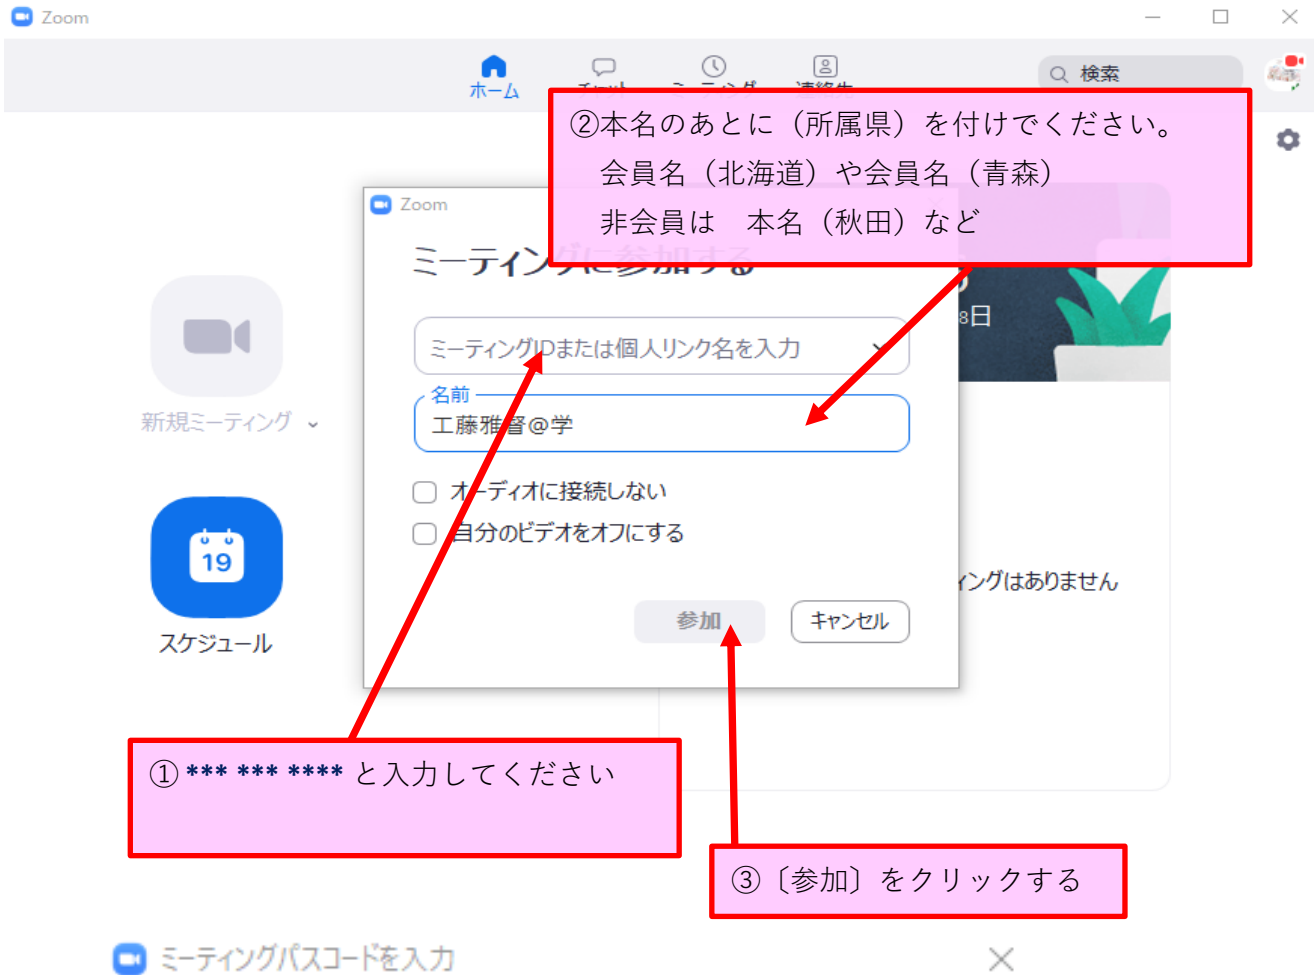 Zoom
ホーム
検索
②本名のあとに（所属県）を付けでください。
会員名（北海道）や会員名（青森）
非会員は　本名（秋田）など
Zoom
ミーティングに参加する
8日
ミーティングIDまたは個人リンク名を入力
名前
工藤雅督@学
新規ミーティング
オーディオに接続しない
自分のビデオをオフにする
19
ィングはありません
参加
キャンセル
スケジュール
① *** *** **** と入力してください
③〔参加〕をクリックする
ミーティングパスコードを入力